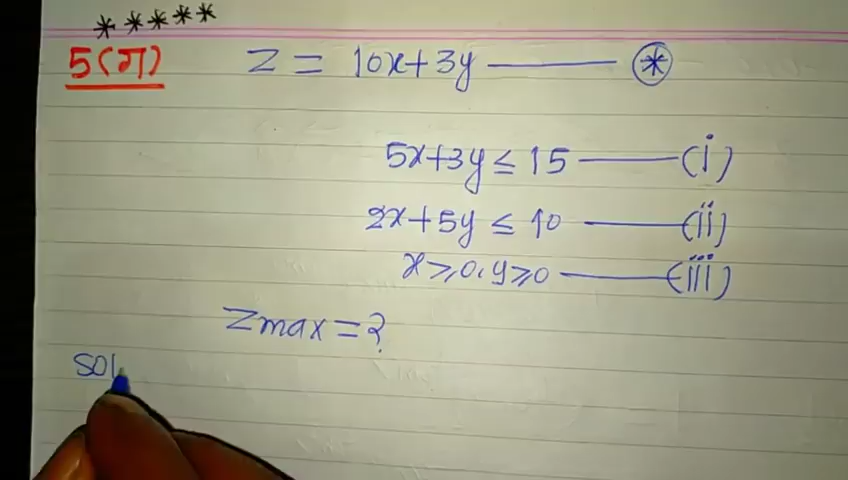 *****
5(ग) Z = 10x+3y ——— (*)
5x+3y ≤ 15 ——— (i)
2x+5y ≤ 10 ——— (ii)
x ≥ 0, y ≥ 0 ——— (iii)
Zmax = ?
Sol